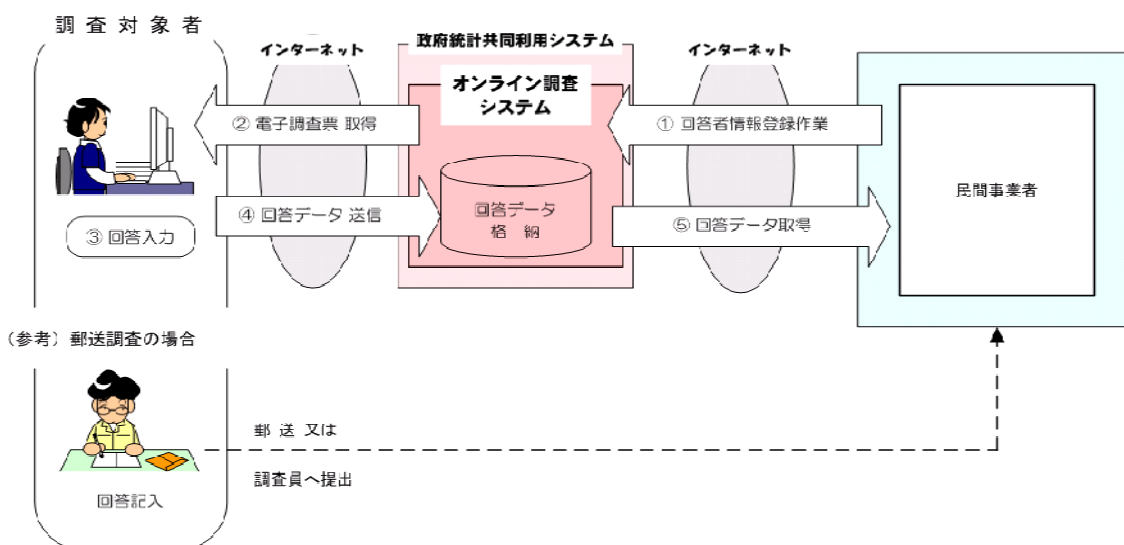 調査対象者
インターネット
政府統計共同利用システム
インターネット
オンライン調査
システム
② 電子調査票 取得
① 回答者情報登録作業
民間事業者
④ 回答データ 送信
回答データ
格 納
⑤ 回答データ取得
③ 回答入力
（参考）郵送調査の場合
郵 送 又は
調査員へ提出
回答記入